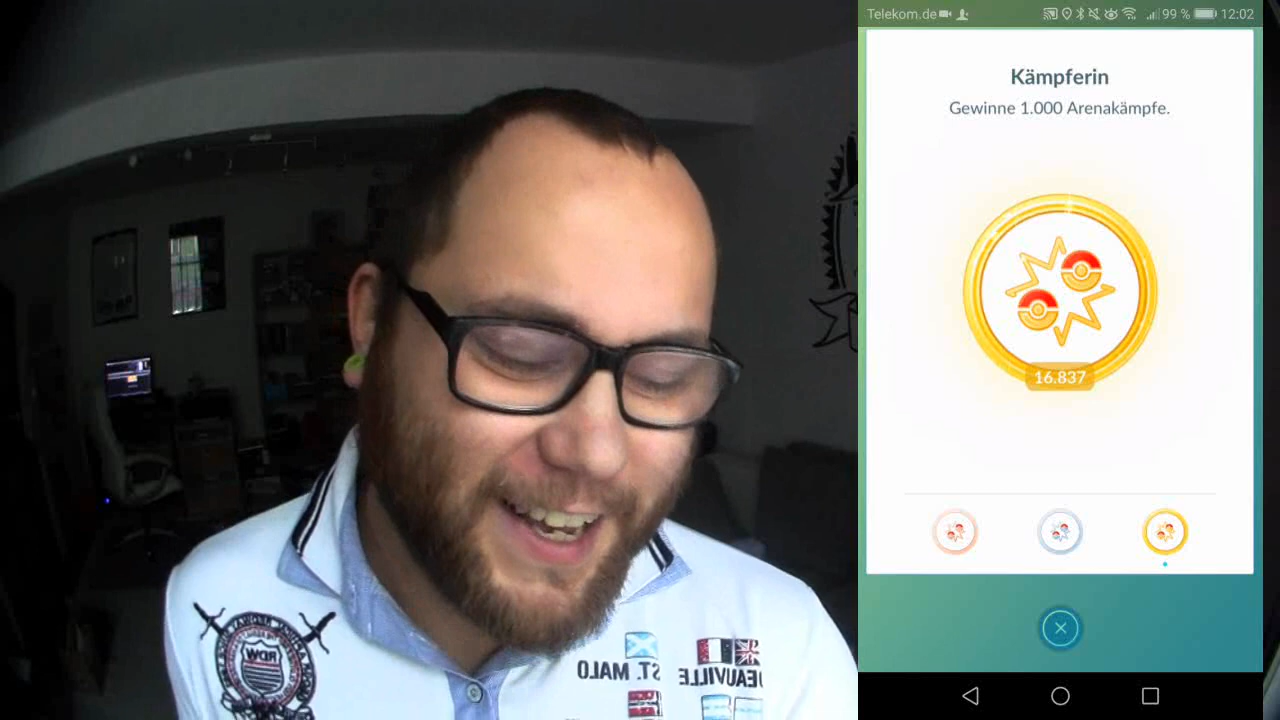 Telekom.de
99 %
12:02
Kämpferin
Gewinne 1.000 Arenakämpfe.
16.837
RDW
ST. MALO
DEAUVILLE